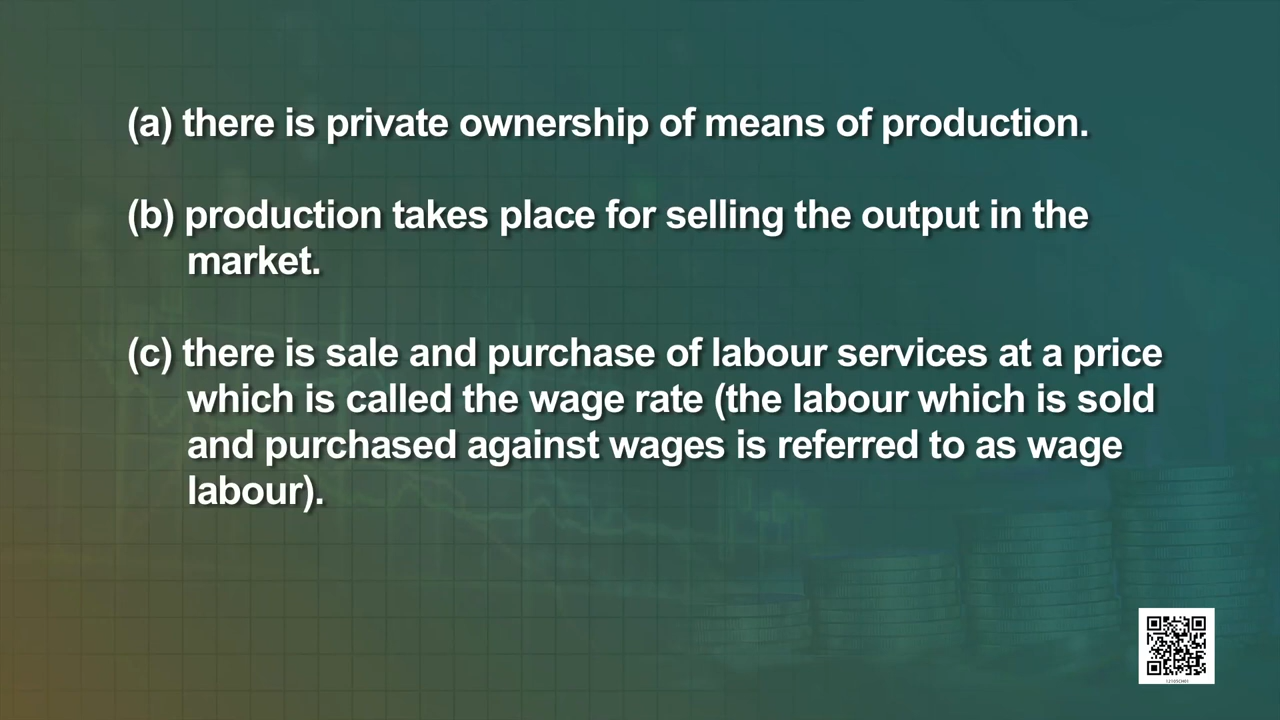 (a) there is private ownership of means of production.
(b) production takes place for selling the output in the
market.
(c) there is sale and purchase of labour services at a price
which is called the wage rate (the labour which is sold
and purchased against wages is referred to as wage
labour).